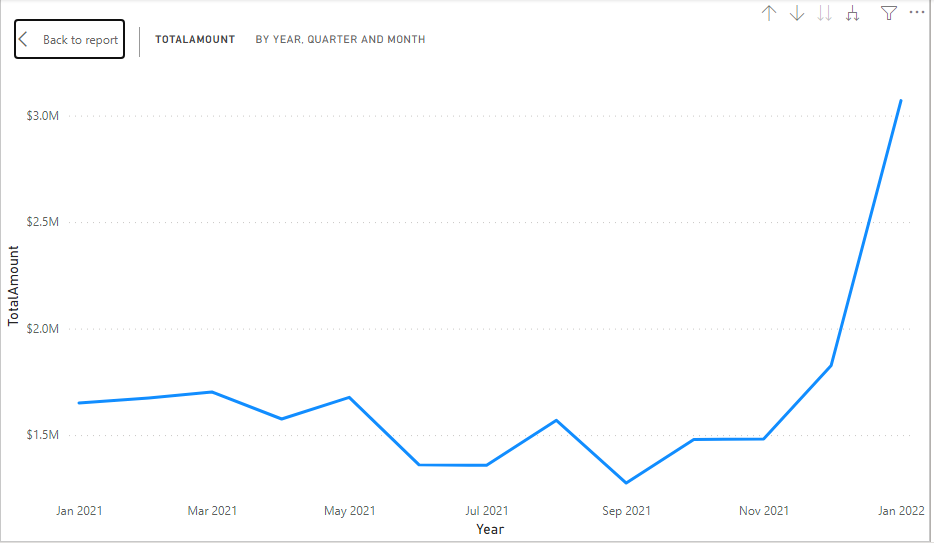 Back to report
TOTALAMOUNT
BY YEAR, QUARTER AND MONTH
$3.0M
$2.5M
$2.0M
$1.5M
TotalAmount
Jan 2021
Mar 2021
May 2021
Jul 2021
Sep 2021
Nov 2021
Jan 2022
Year